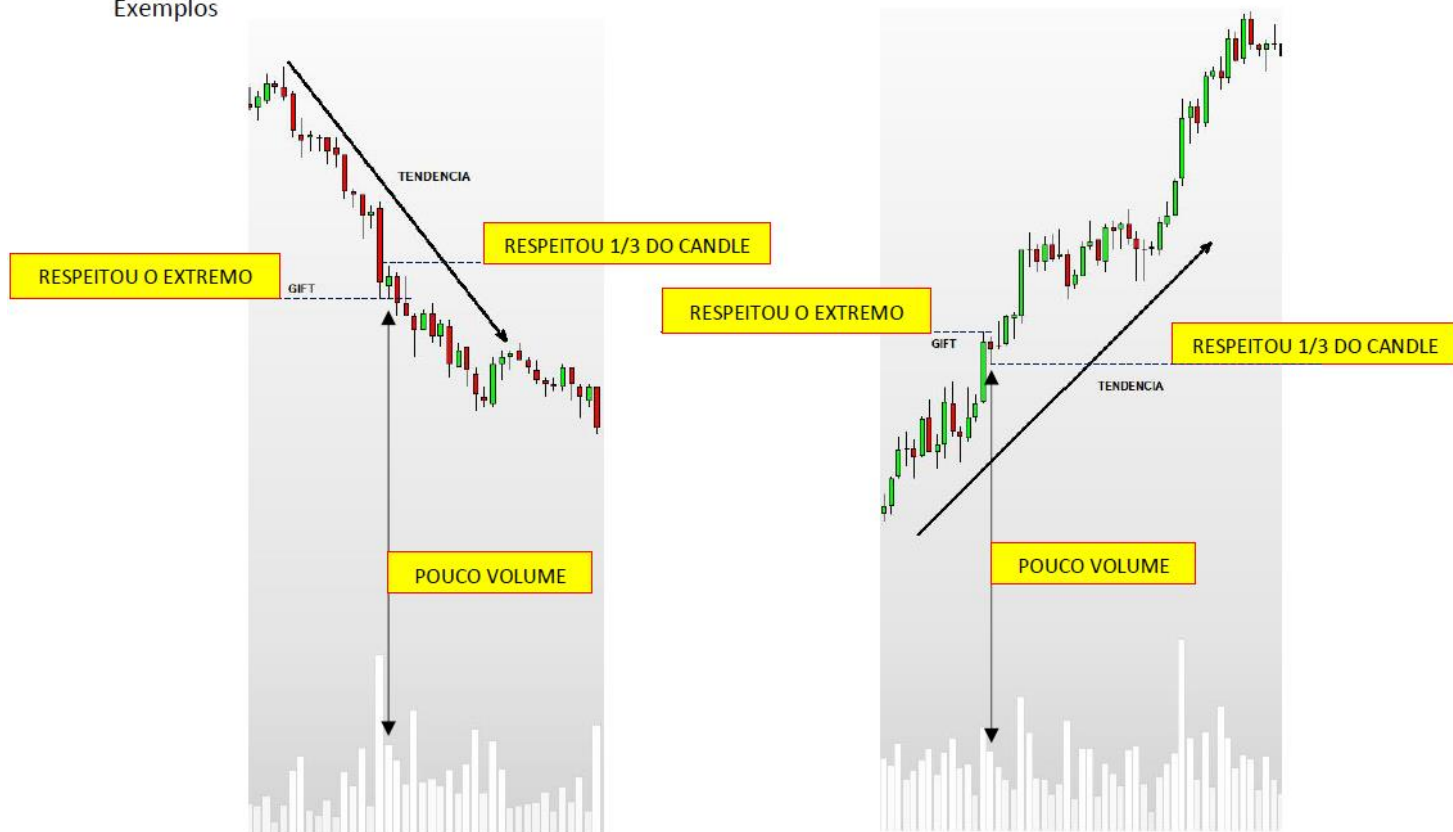 Exemplos
TENDENCIA
RESPEITOU 1/3 DO CANDLE
RESPEITOU O EXTREMO
GIFT
POUCO VOLUME
RESPEITOU O EXTREMO
GIFT
RESPEITOU 1/3 DO CANDLE
TENDENCIA
POUCO VOLUME